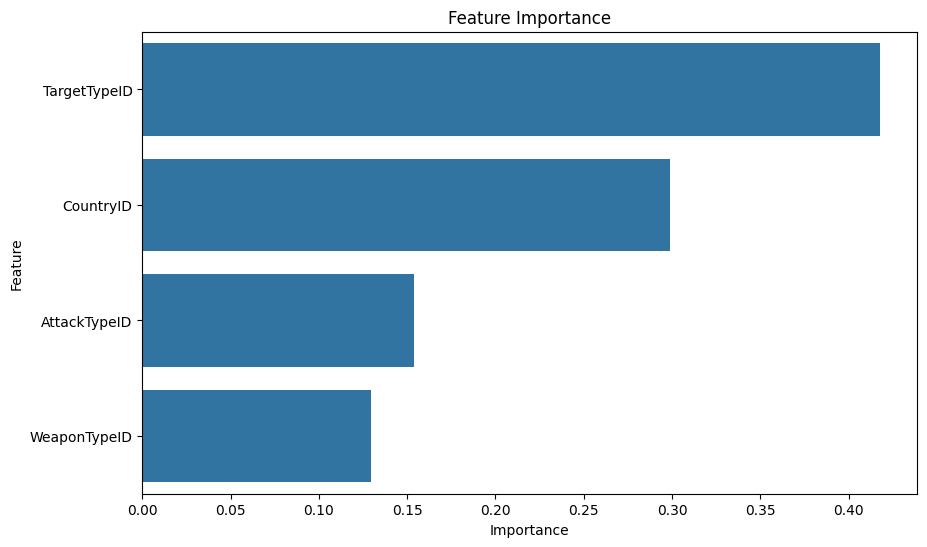 Feature Importance
TargetTypeID
CountryID
AttackTypeID
WeaponTypeID
Feature
0.00 0.05 0.10 0.15 0.20 0.25 0.30 0.35 0.40
Importance